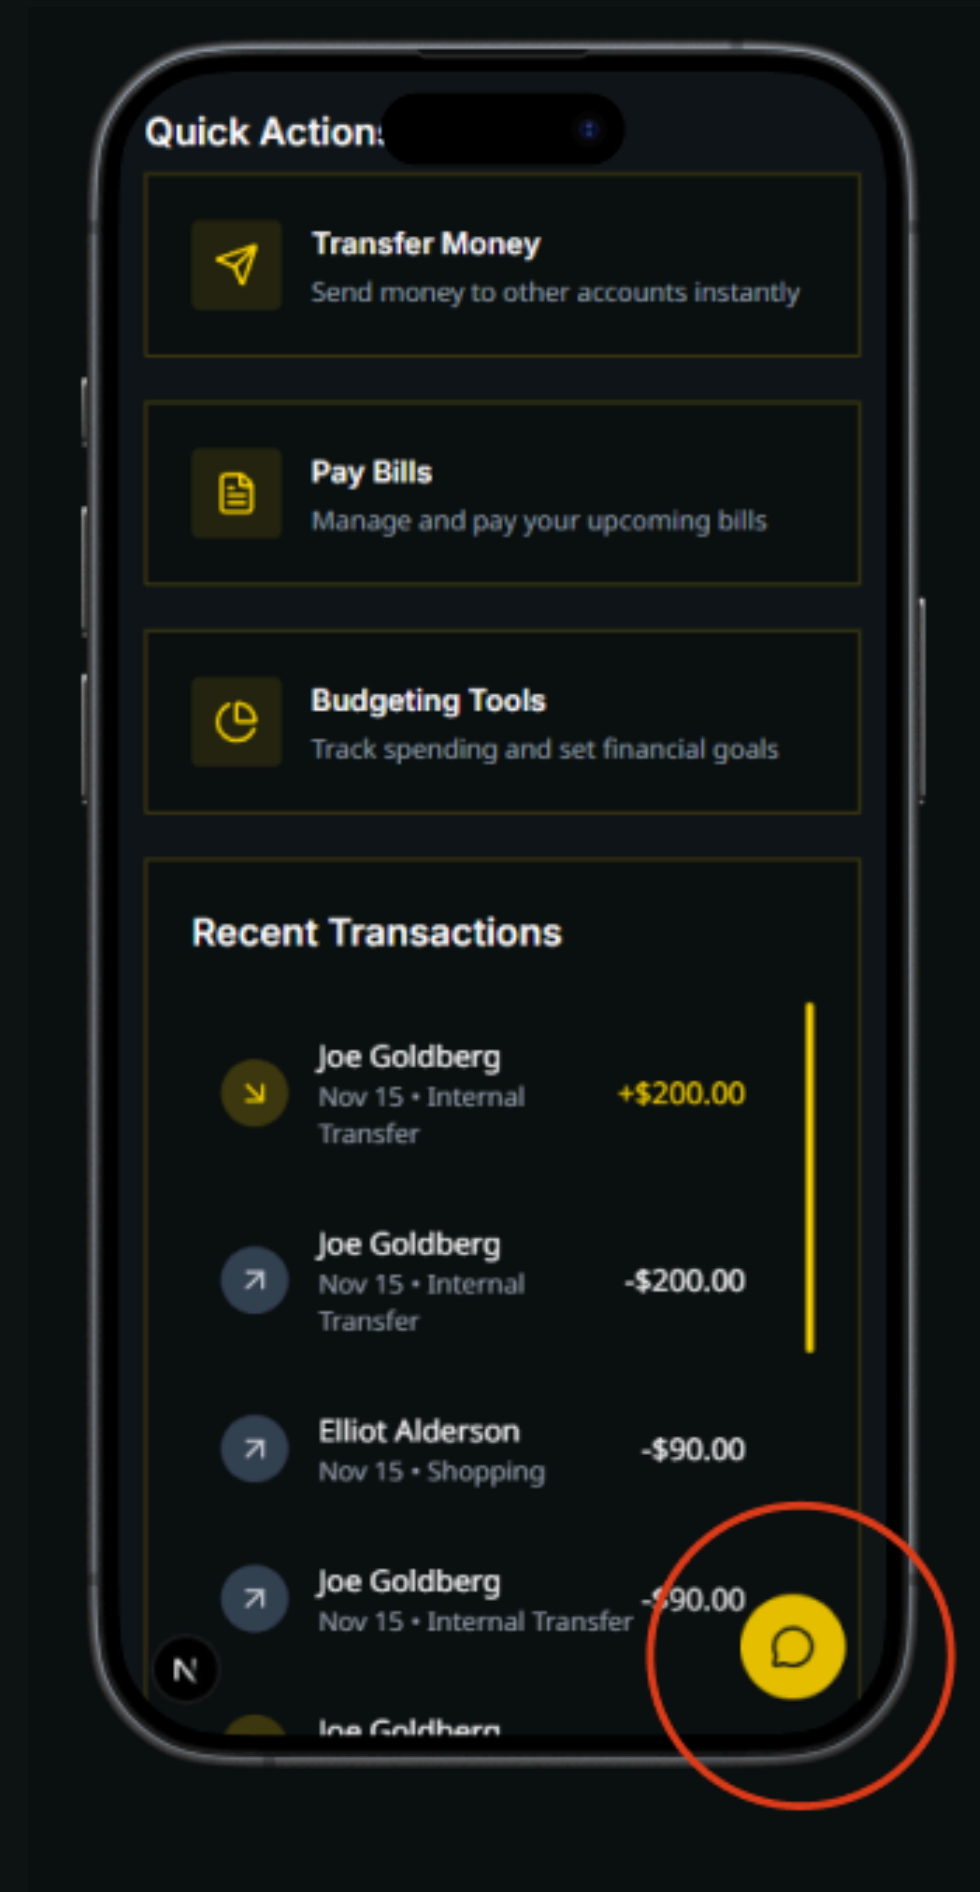 Quick Actions
Transfer Money
Send money to other accounts instantly
Pay Bills
Manage and pay your upcoming bills
Budgeting Tools
Track spending and set financial goals
Recent Transactions
Joe Goldberg
Nov 15 • Internal
Transfer
+$200.00
Joe Goldberg
Nov 15 • Internal
Transfer
-$200.00
Elliot Alderson
Nov 15 • Shopping
-$90.00
Joe Goldberg
Nov 15 • Internal Transfer
-$90.00
N
Joe Goldberg